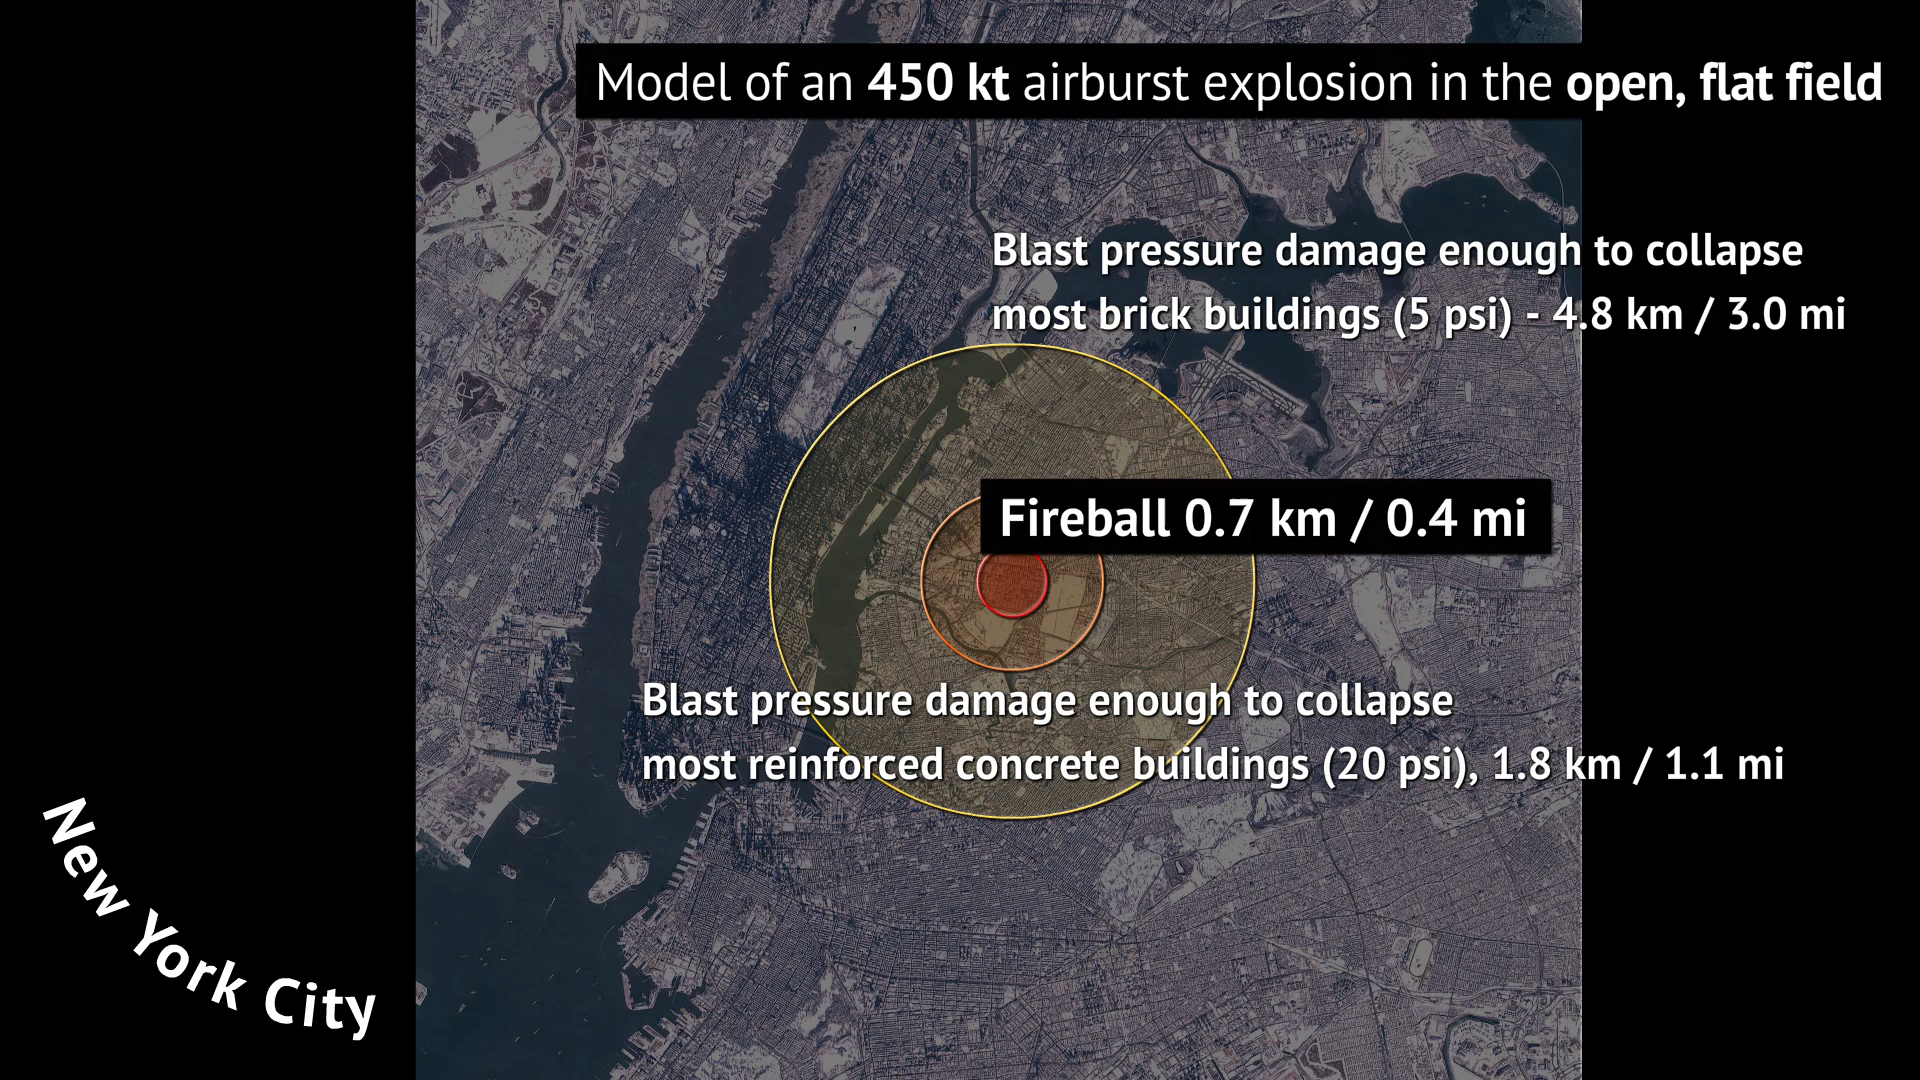 Model of an 450 kt airburst explosion in the open, flat field
Blast pressure damage enough to collapse
most brick buildings (5 psi) - 4.8 km / 3.0 mi
Fireball 0.7 km / 0.4 mi
Blast pressure damage enough to collapse
most reinforced concrete buildings (20 psi), 1.8 km / 1.1 mi
New York City